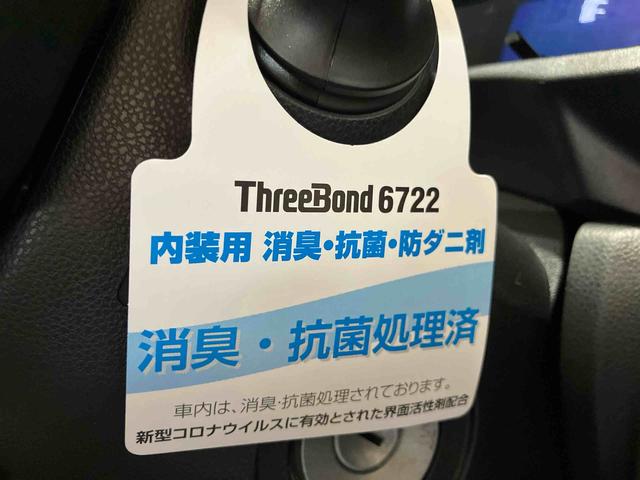 ThreeBond 6722
内装用 消臭・抗菌・防ダニ剤
消臭・抗菌処理済
車内は、消臭・抗菌処理されております。
新型コロナウイルスに有効とされた界面活性剤配合